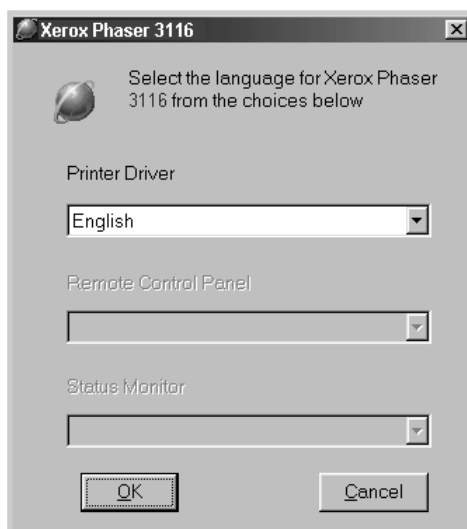 Xerox Phaser 3116
Select the language for Xerox Phaser
3116 from the choices below
Printer Driver
English
Remote Control Panel
Status Monitor
OK
Cancel